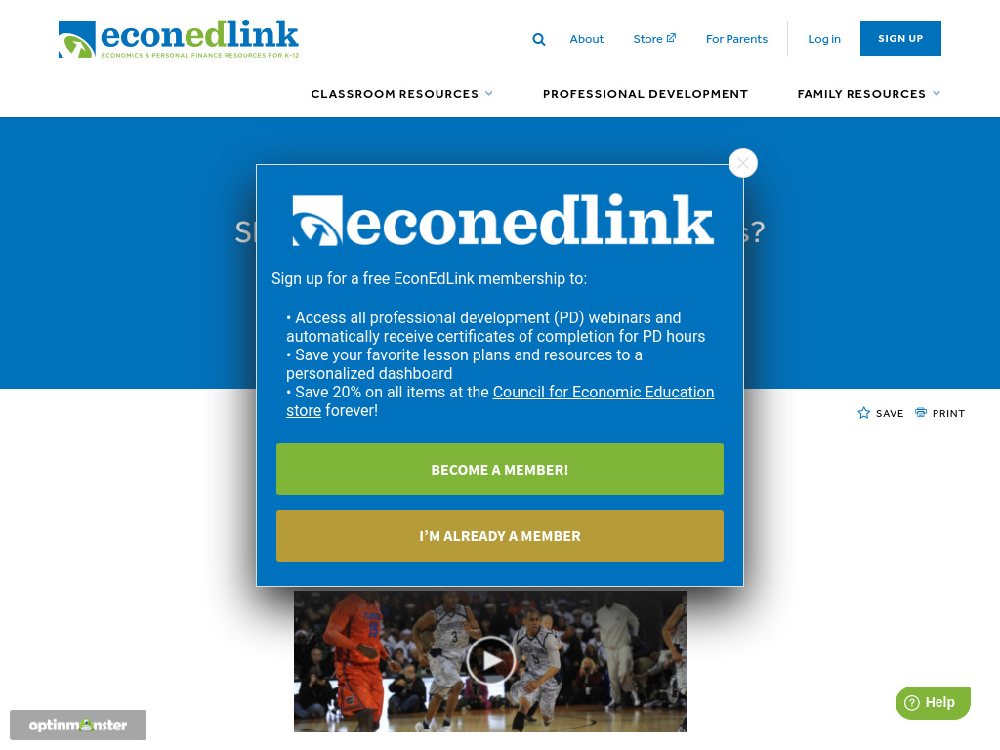 econedlink
ECONOMICS & PERSONAL FINANCE RESOURCES FOR K-12
About
Store
For Parents
Log in
SIGN UP
CLASSROOM RESOURCES
PROFESSIONAL DEVELOPMENT
FAMILY RESOURCES
econedlink
Sign up for a free EconEdLink membership to:
• Access all professional development (PD) webinars and
automatically receive certificates of completion for PD hours
• Save your favorite lesson plans and resources to a
personalized dashboard
• Save 20% on all items at the Council for Economic Education
store forever!
SAVE
PRINT
BECOME A MEMBER!
I'M ALREADY A MEMBER
3
optinmonster
Help